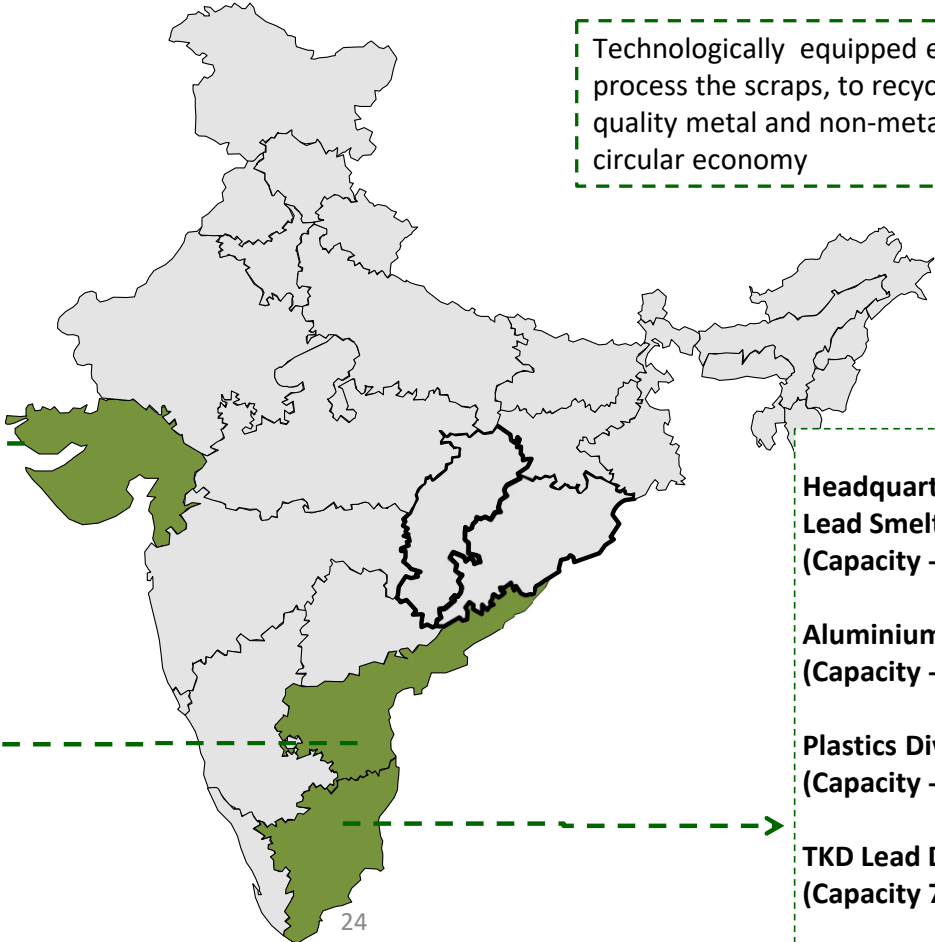 Technologically equipped e
process the scraps, to recyc
quality metal and non-meta
circular economy
Headquart
Lead Smelt
(Capacity -
Aluminium
(Capacity -
Plastics Div
(Capacity -
TKD Lead D
(Capacity 7
24